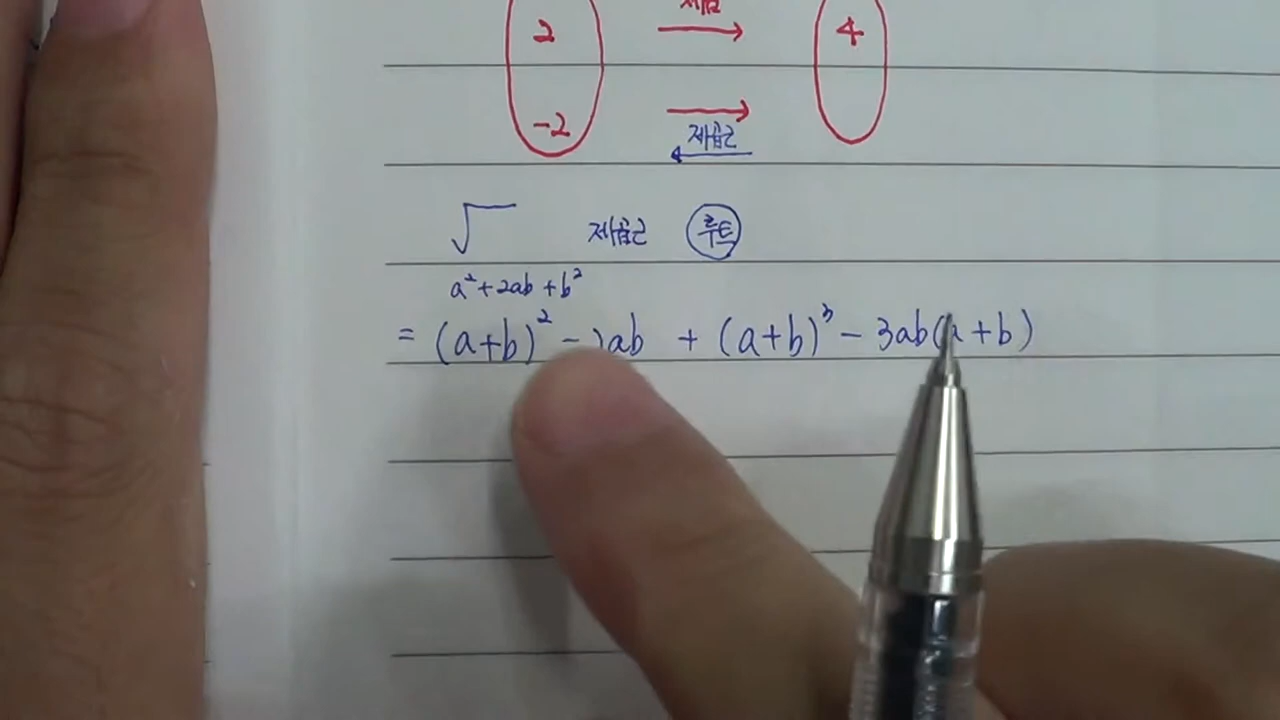 2 → 4
-2 →
제곱근 ←
√ 제곱근 루트
a²+2ab+b²
= (a+b)² - ab + (a+b)³ - 3ab(a+b)